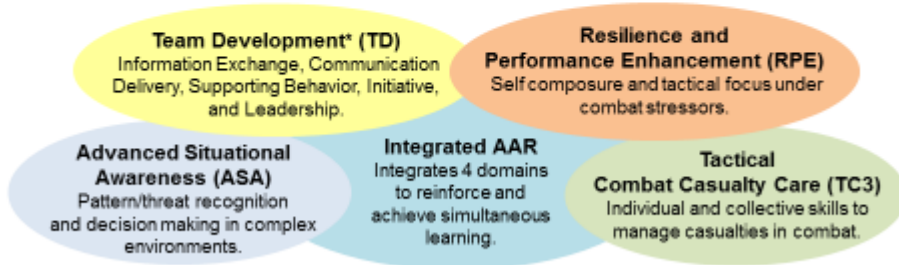 Team Development* (TD)
Information Exchange, Communication
Delivery, Supporting Behavior, Initiative,
and Leadership.
Resilience and
Performance Enhancement (RPE)
Self composure and tactical focus under
combat stressors.
Advanced Situational
Awareness (ASA)
Pattern/threat recognition
and decision making in complex
environments.
Integrated AAR
Integrates 4 domains
to reinforce and
achieve simultaneous
learning.
Tactical
Combat Casualty Care (TC3)
Individual and collective skills to
manage casualties in combat.